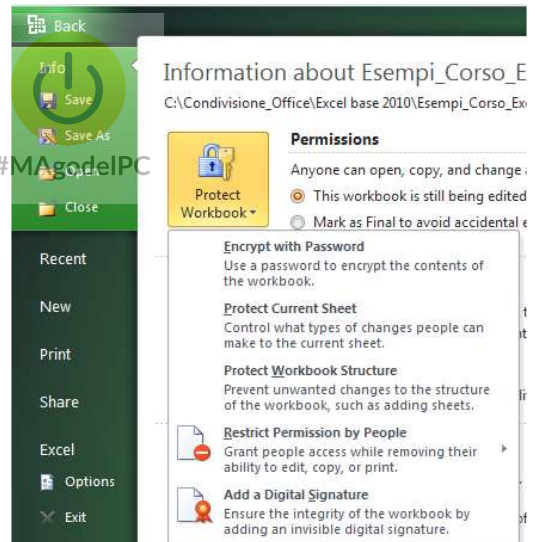 Back
Info
Save
Save As
Open
Close
Recent
New
Print
Share
Excel
Options
Exit
#MAgodelPC
Information about Esempi_Corso_E
C:\Condivisione_Office\Excel base 2010\Esempi_Corso_Ex
Protect
Workbook
Permissions
Anyone can open, copy, and change
This workbook is still being edited
Mark as Final to avoid accidental e
Encrypt with Password
Use a password to encrypt the contents of
the workbook.
Protect Current Sheet
Control what types of changes people can
make to the current sheet.
Protect Workbook Structure
Prevent unwanted changes to the structure
of the workbook, such as adding sheets.
Restrict Permission by People
Grant people access while removing their
ability to edit, copy, or print.
Add a Digital Signature
Ensure the integrity of the workbook by
adding an invisible digital signature.